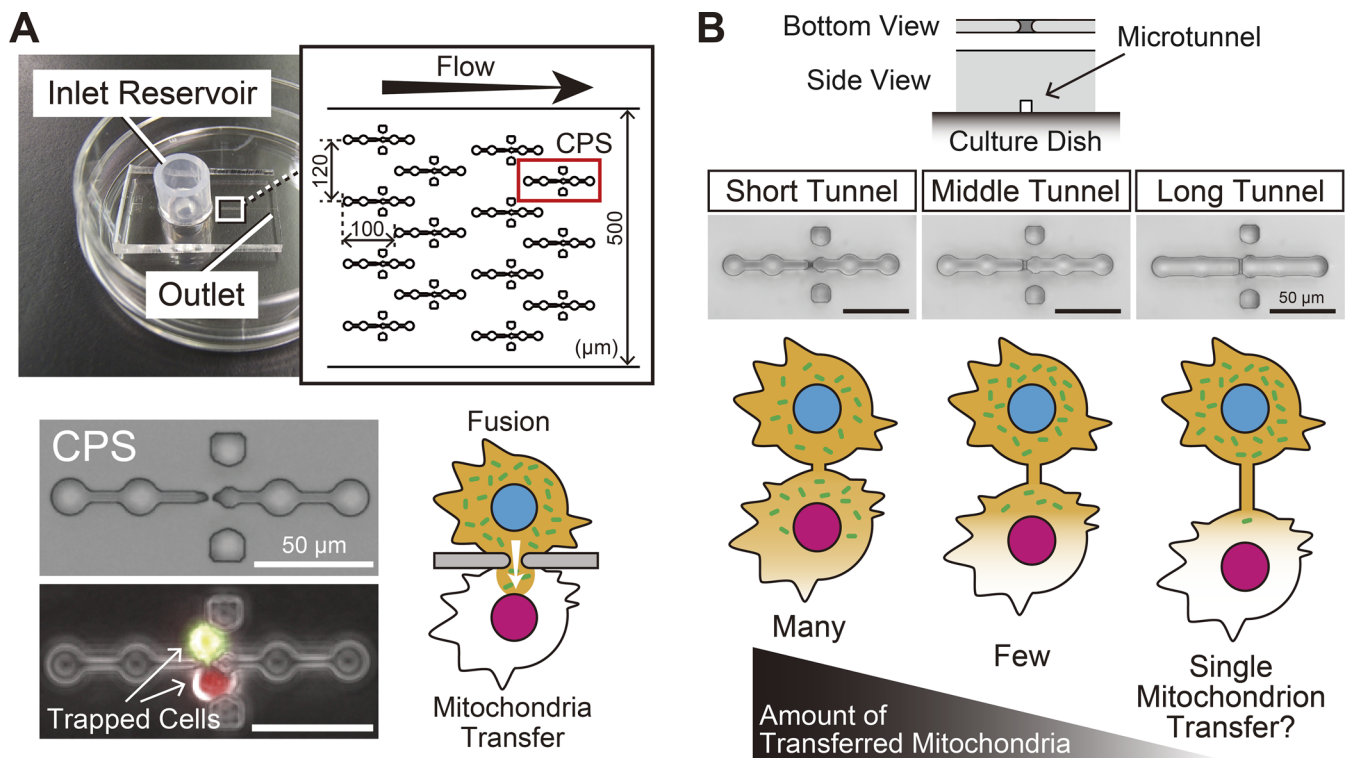 A
Inlet Reservoir
Outlet
Flow
CPS
120
100
500
(µm)
CPS
50 µm
Trapped Cells
Fusion
Mitochondria
Transfer
B
Bottom View
Microtunnel
Side View
Culture Dish
Short Tunnel
Middle Tunnel
Long Tunnel
50 µm
Many
Few
Single
Mitochondrion
Transfer?
Amount of
Transferred Mitochondria